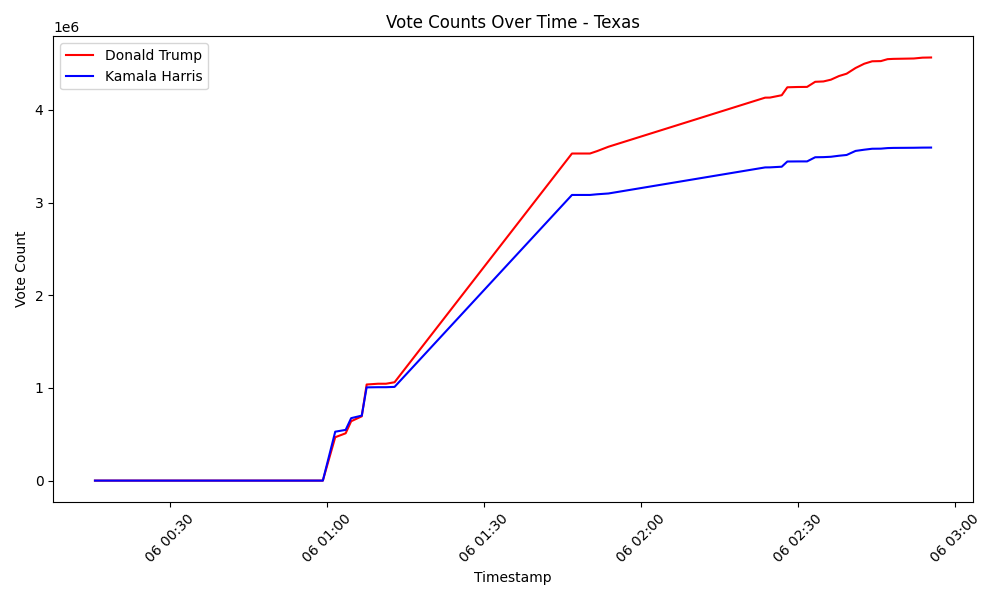 Vote Counts Over Time - Texas
1e6
Donald Trump
Kamala Harris
4
3
2
1
0
Vote Count
06 00:30
06 01:00
06 01:30
06 02:00
06 02:30
06 03:00
Timestamp